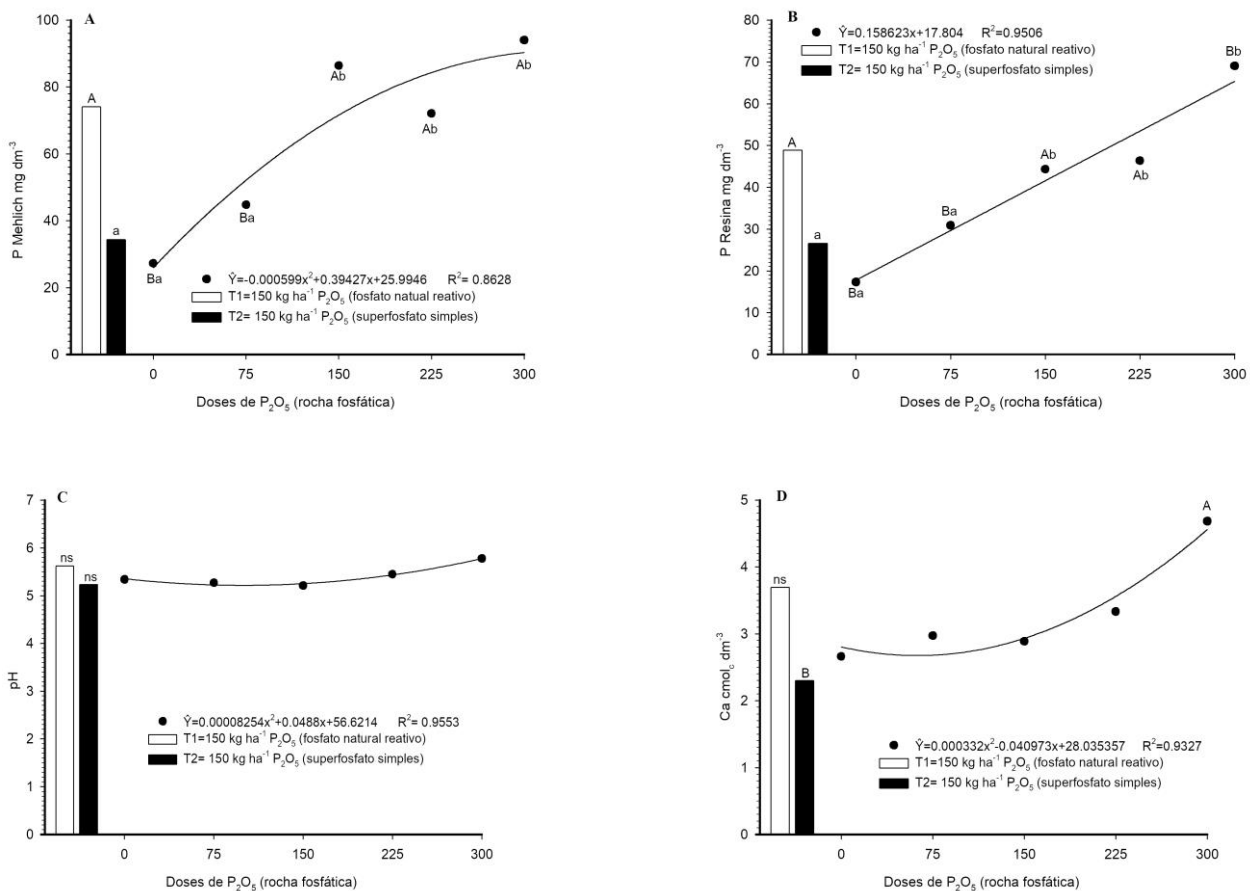 A
100
80
60
40
20
0
P Mehlich mg dm⁻³
A
a
Ba
Ba
Ab
Ab
Ab
Ŷ=-0.000599x²+0.39427x+25.9946 R²= 0.8628
T1=150 kg ha⁻¹ P₂O₅ (fosfato natual reativo)
T2= 150 kg ha⁻¹ P₂O₅ (superfosfato simples)
0 75 150 225 300
Doses de P₂O₅ (rocha fosfática)
B
80
70
60
50
40
30
20
10
0
P Resina mg dm⁻³
Ŷ=0.158623x+17.804 R²=0.9506
T1=150 kg ha⁻¹ P₂O₅ (fosfato natural reativo)
T2= 150 kg ha⁻¹ P₂O₅ (superfosfato simples)
A
a
Ba
Ba
Ab
Ab
Bb
0 75 150 225 300
Doses de P₂O₅ (rocha fosfática)
C
7
6
5
4
3
2
1
0
pH
ns
ns
Ŷ=0.00008254x²+0.0488x+56.6214 R²= 0.9553
T1=150 kg ha⁻¹ P₂O₅ (fosfato natural reativo)
T2= 150 kg ha⁻¹ P₂O₅ (superfosfato simples)
0 75 150 225 300
Doses de P₂O₅ (rocha fosfática)
D
5
4
3
2
1
0
Ca cmol_c dm⁻³
ns
B
A
Ŷ=0.000332x²-0.040973x+28.035357 R²=0.9327
T1=150 kg ha⁻¹ P₂O₅ (fosfato natural reativo)
T2= 150 kg ha⁻¹ P₂O₅ (superfosfato simples)
0 75 150 225 300
Doses de P₂O₅ (rocha fosfática)